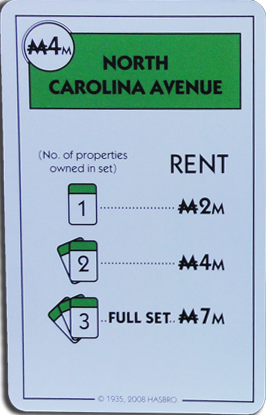 ₩4M
NORTH
CAROLINA AVENUE
(No. of properties
owned in set)
RENT
1 ₩2M
2 ₩4M
3 FULL SET ₩7M
© 1935, 2008 HASBRO